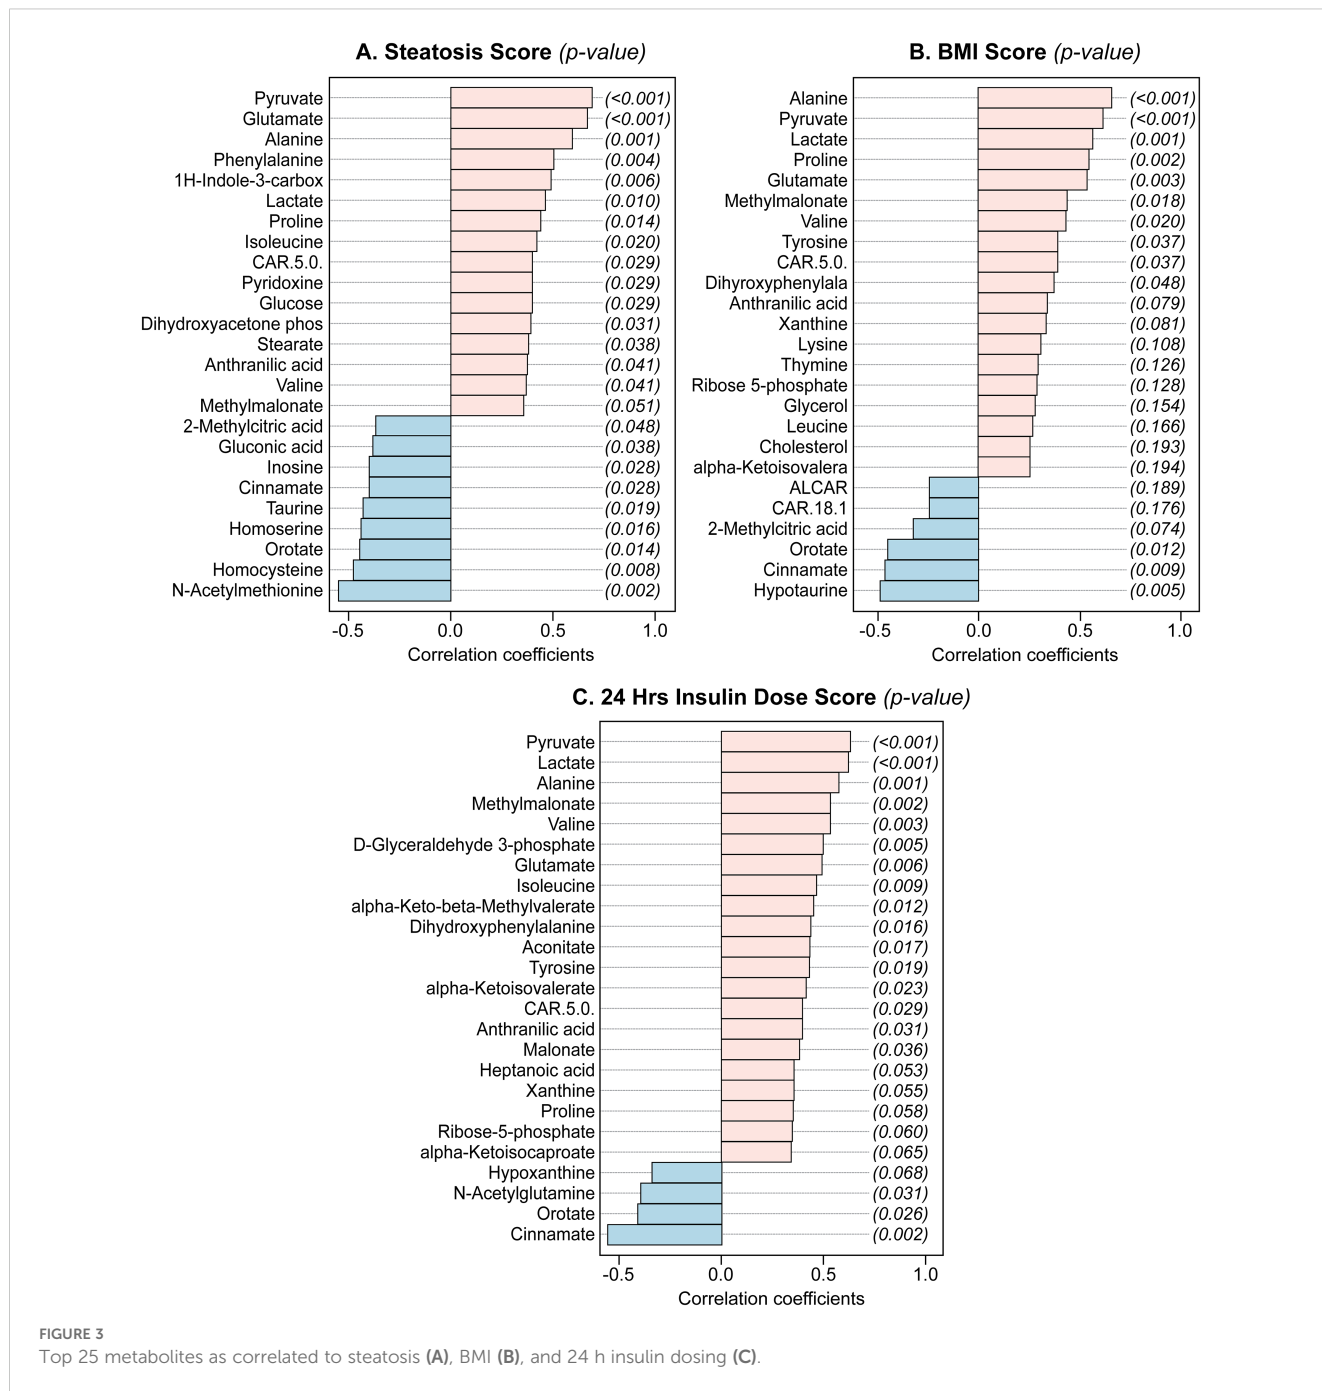 A. Steatosis Score (p-value)
Pyruvate (<0.001)
Glutamate (<0.001)
Alanine (0.001)
Phenylalanine (0.004)
1H-Indole-3-carbox (0.006)
Lactate (0.010)
Proline (0.014)
Isoleucine (0.020)
CAR.5.0. (0.029)
Pyridoxine (0.029)
Glucose (0.029)
Dihydroxyacetone phos (0.031)
Stearate (0.038)
Anthranilic acid (0.041)
Valine (0.041)
Methylmalonate (0.051)
2-Methylcitric acid (0.048)
Gluconic acid (0.038)
Inosine (0.028)
Cinnamate (0.028)
Taurine (0.019)
Homoserine (0.016)
Orotate (0.014)
Homocysteine (0.008)
N-Acetylmethionine (0.002)
-0.5 0.0 0.5 1.0
Correlation coefficients
B. BMI Score (p-value)
Alanine (<0.001)
Pyruvate (<0.001)
Lactate (0.001)
Proline (0.002)
Glutamate (0.003)
Methylmalonate (0.018)
Valine (0.020)
Tyrosine (0.037)
CAR.5.0. (0.037)
Dihyroxyphenylala (0.048)
Anthranilic acid (0.079)
Xanthine (0.081)
Lysine (0.108)
Thymine (0.126)
Ribose 5-phosphate (0.128)
Glycerol (0.154)
Leucine (0.166)
Cholesterol (0.193)
alpha-Ketoisovalera (0.194)
ALCAR (0.189)
CAR.18.1 (0.176)
2-Methylcitric acid (0.074)
Orotate (0.012)
Cinnamate (0.009)
Hypotaurine (0.005)
-0.5 0.0 0.5 1.0
Correlation coefficients
C. 24 Hrs Insulin Dose Score (p-value)
Pyruvate (<0.001)
Lactate (<0.001)
Alanine (0.001)
Methylmalonate (0.002)
Valine (0.003)
D-Glyceraldehyde 3-phosphate (0.005)
Glutamate (0.006)
Isoleucine (0.009)
alpha-Keto-beta-Methylvalerate (0.012)
Dihydroxyphenylalanine (0.016)
Aconitate (0.017)
Tyrosine (0.019)
alpha-Ketoisovalerate (0.023)
CAR.5.0. (0.029)
Anthranilic acid (0.031)
Malonate (0.036)
Heptanoic acid (0.053)
Xanthine (0.055)
Proline (0.058)
Ribose-5-phosphate (0.060)
alpha-Ketoisocaproate (0.065)
Hypoxanthine (0.068)
N-Acetylglutamine (0.031)
Orotate (0.026)
Cinnamate (0.002)
-0.5 0.0 0.5 1.0
Correlation coefficients
FIGURE 3
Top 25 metabolites as correlated to steatosis (A), BMI (B), and 24 h insulin dosing (C).